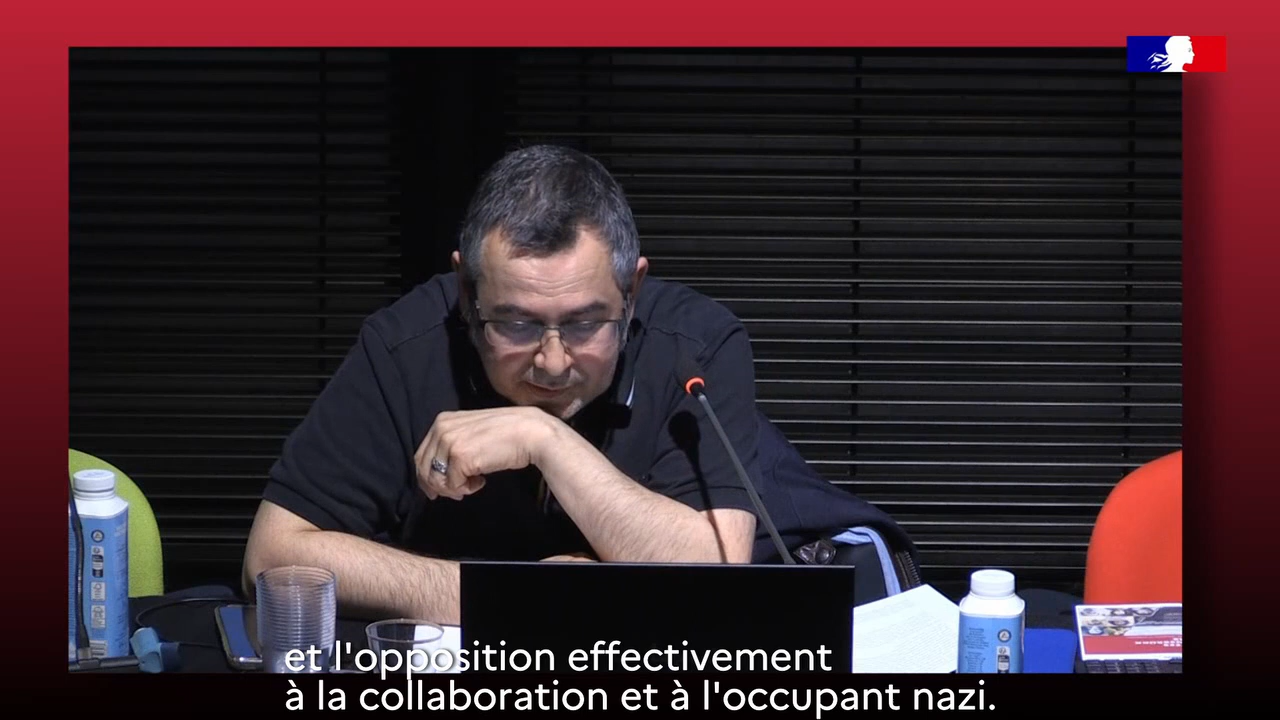 et l'opposition effectivement
à la collaboration et à l'occupant nazi.